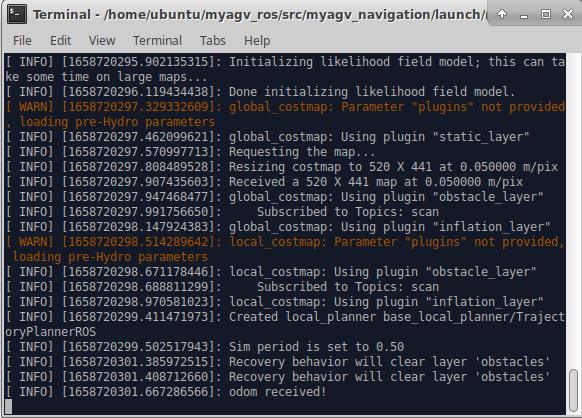 Terminal - /home/ubuntu/myagv_ros/src/myagv_navigation/launch/
File Edit View Terminal Tabs Help
[ INFO] [1658720295.902135315]: Initializing likelihood field model; this can ta
ke some time on large maps...
[ INFO] [1658720296.119434438]: Done initializing likelihood field model.
[ WARN] [1658720297.329332609]: global_costmap: Parameter "plugins" not provided
, loading pre-Hydro parameters
[ INFO] [1658720297.462099621]: global_costmap: Using plugin "static_layer"
[ INFO] [1658720297.570997713]: Requesting the map...
[ INFO] [1658720297.808489528]: Resizing costmap to 520 X 441 at 0.050000 m/pix
[ INFO] [1658720297.907435603]: Received a 520 X 441 map at 0.050000 m/pix
[ INFO] [1658720297.947468477]: global_costmap: Using plugin "obstacle_layer"
[ INFO] [1658720297.991756650]:     Subscribed to Topics: scan
[ INFO] [1658720298.147924383]: global_costmap: Using plugin "inflation_layer"
[ WARN] [1658720298.514289642]: local_costmap: Parameter "plugins" not provided,
 loading pre-Hydro parameters
[ INFO] [1658720298.671178446]: local_costmap: Using plugin "obstacle_layer"
[ INFO] [1658720298.688811299]:     Subscribed to Topics: scan
[ INFO] [1658720298.970581023]: local_costmap: Using plugin "inflation_layer"
[ INFO] [1658720299.411471973]: Created local_planner base_local_planner/Traject
oryPlannerROS
[ INFO] [1658720299.502517943]: Sim period is set to 0.50
[ INFO] [1658720301.385972515]: Recovery behavior will clear layer 'obstacles'
[ INFO] [1658720301.408712660]: Recovery behavior will clear layer 'obstacles'
[ INFO] [1658720301.667286566]: odom received!